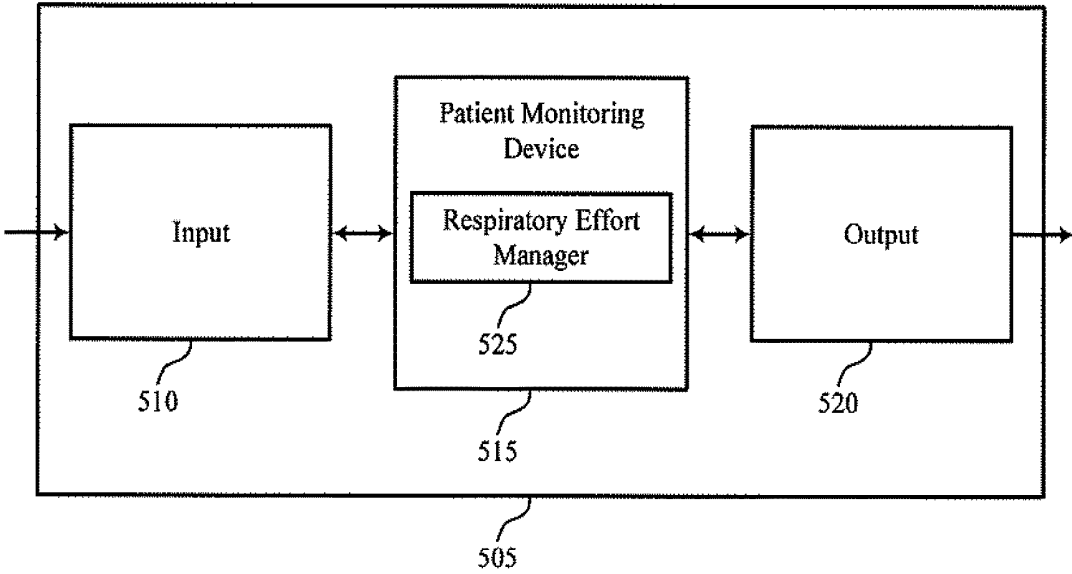 Patient Monitoring
Device
Input
Respiratory Effort
Manager
Output
525
510
520
515
505